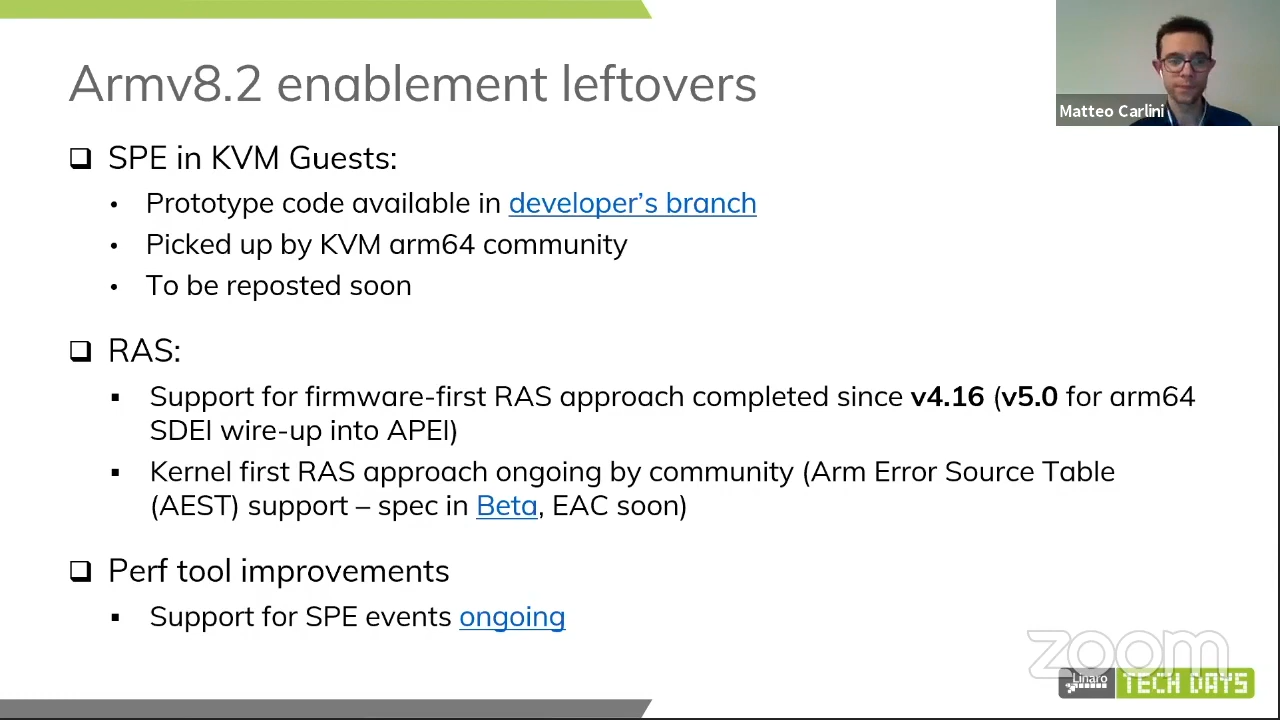 Armv8.2 enablement leftovers
Matteo Carlini
SPE in KVM Guests:
Prototype code available in developer's branch
Picked up by KVM arm64 community
To be reposted soon
RAS:
Support for firmware-first RAS approach completed since v4.16 (v5.0 for arm64
SDEI wire-up into APEI)
Kernel first RAS approach ongoing by community (Arm Error Source Table
(AEST) support – spec in Beta, EAC soon)
Perf tool improvements
Support for SPE events ongoing
zoom
Linaro
TECH DAYS